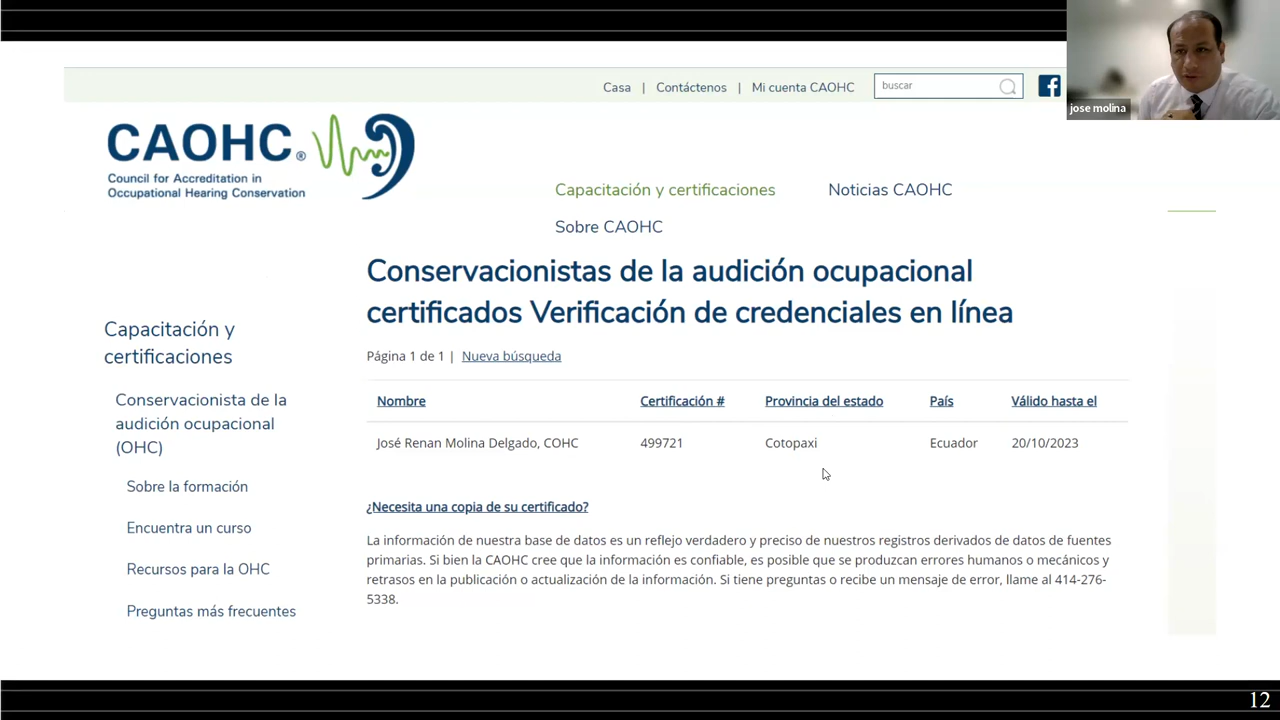 Casa | Contáctenos | Mi cuenta CAOHC
buscar
jose molina
CAOHC®
Council for Accreditation in
Occupational Hearing Conservation
Capacitación y certificaciones
Noticias CAOHC
Sobre CAOHC
Conservacionistas de la audición ocupacional
certificados Verificación de credenciales en línea
Página 1 de 1 | Nueva búsqueda
Nombre Certificación # Provincia del estado País Válido hasta el
José Renan Molina Delgado, COHC 499721 Cotopaxi Ecuador 20/10/2023
¿Necesita una copia de su certificado?
La información de nuestra base de datos es un reflejo verdadero y preciso de nuestros registros derivados de datos de fuentes
primarias. Si bien la CAOHC cree que la información es confiable, es posible que se produzcan errores humanos o mecánicos y
retrasos en la publicación o actualización de la información. Si tiene preguntas o recibe un mensaje de error, llame al 414-276-
5338.
Capacitación y
certificaciones
Conservacionista de la
audición ocupacional
(OHC)
Sobre la formación
Encuentra un curso
Recursos para la OHC
Preguntas más frecuentes
12